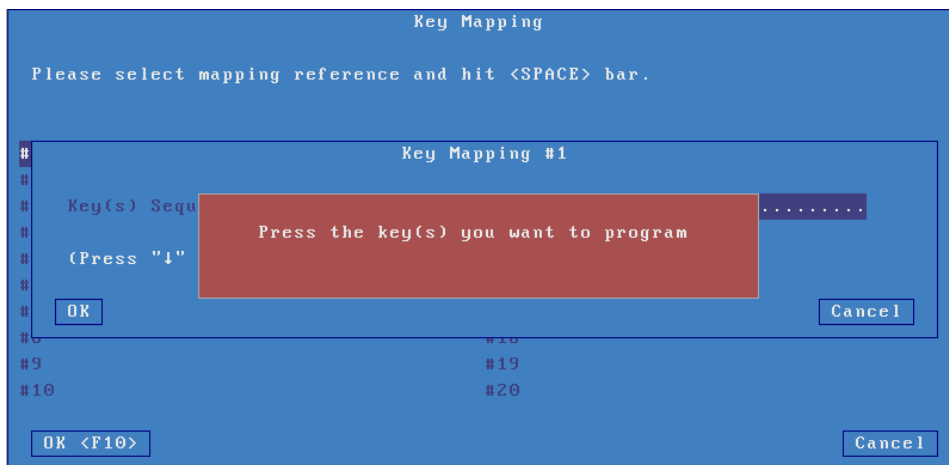 Key Mapping
Please select mapping reference and hit <SPACE> bar.
# Key Mapping #1
#
# Key(s) Sequ .........
# Press the key(s) you want to program
# (Press "↓"
#
# OK Cancel
#9 #19
#10 #20
OK <F10> Cancel